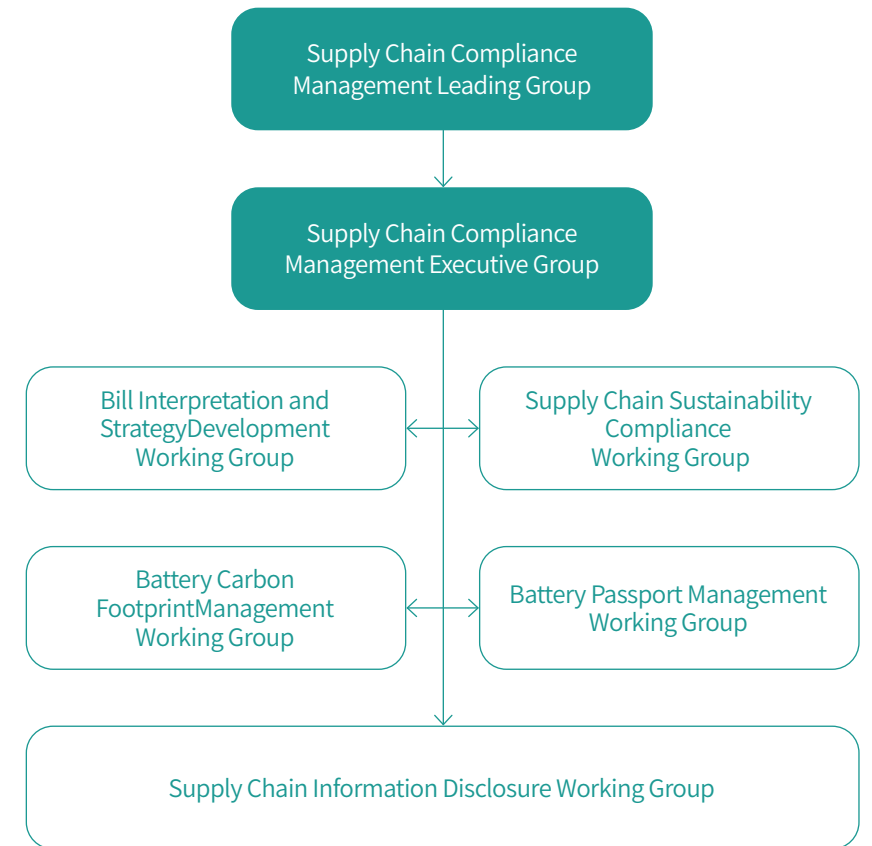 Supply Chain Compliance
Management Leading Group
Supply Chain Compliance
Management Executive Group
Bill Interpretation and
StrategyDevelopment
Working Group
Supply Chain Sustainability
Compliance
Working Group
Battery Carbon
FootprintManagement
Working Group
Battery Passport Management
Working Group
Supply Chain Information Disclosure Working Group